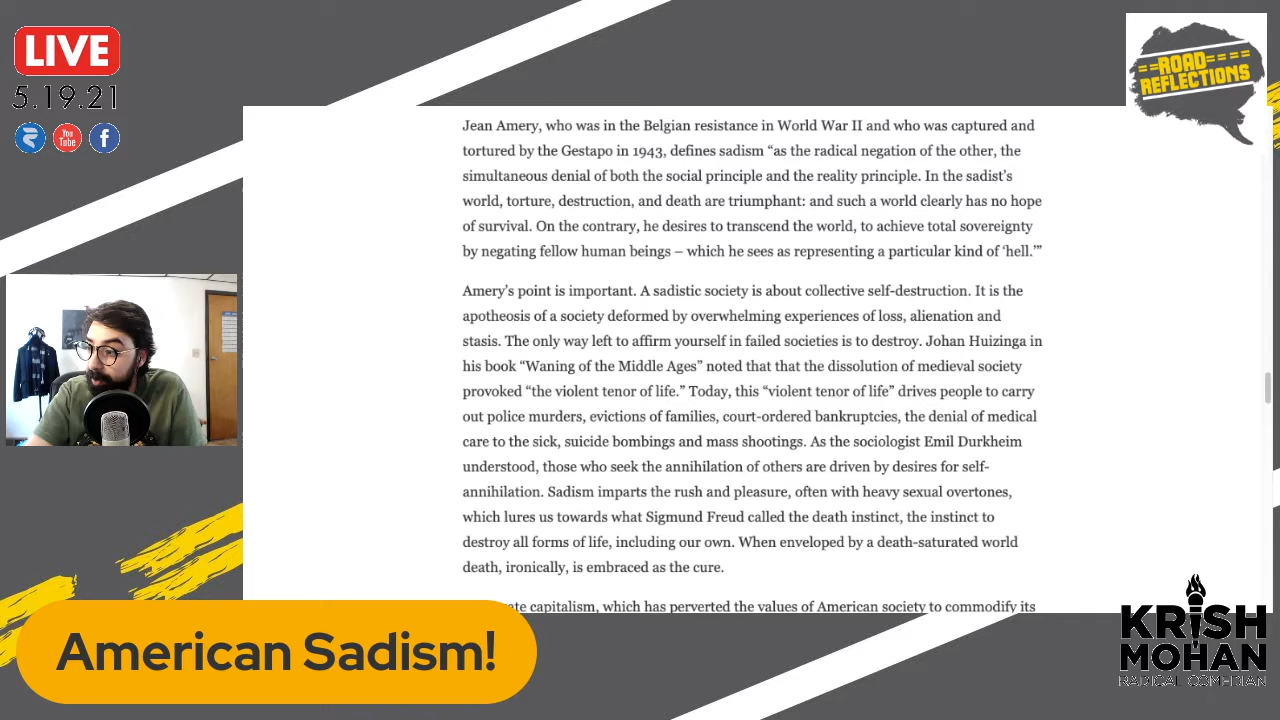 LIVE
5.19.21
You
Tube
ROAD
REFLECTIONS
Jean Amery, who was in the Belgian resistance in World War II and who was captured and
tortured by the Gestapo in 1943, defines sadism “as the radical negation of the other, the
simultaneous denial of both the social principle and the reality principle. In the sadist’s
world, torture, destruction, and death are triumphant: and such a world clearly has no hope
of survival. On the contrary, he desires to transcend the world, to achieve total sovereignty
by negating fellow human beings – which he sees as representing a particular kind of ‘hell.’”
Amery’s point is important. A sadistic society is about collective self-destruction. It is the
apotheosis of a society deformed by overwhelming experiences of loss, alienation and
stasis. The only way left to affirm yourself in failed societies is to destroy. Johan Huizinga in
his book “Waning of the Middle Ages” noted that that the dissolution of medieval society
provoked “the violent tenor of life.” Today, this “violent tenor of life” drives people to carry
out police murders, evictions of families, court-ordered bankruptcies, the denial of medical
care to the sick, suicide bombings and mass shootings. As the sociologist Emil Durkheim
understood, those who seek the annihilation of others are driven by desires for self-
annihilation. Sadism imparts the rush and pleasure, often with heavy sexual overtones,
which lures us towards what Sigmund Freud called the death instinct, the instinct to
destroy all forms of life, including our own. When enveloped by a death-saturated world
death, ironically, is embraced as the cure.
capitalism, which has perverted the values of American society to commodify its
American Sadism!
KRISH
MOHAN
RADICAL COMEDIAN